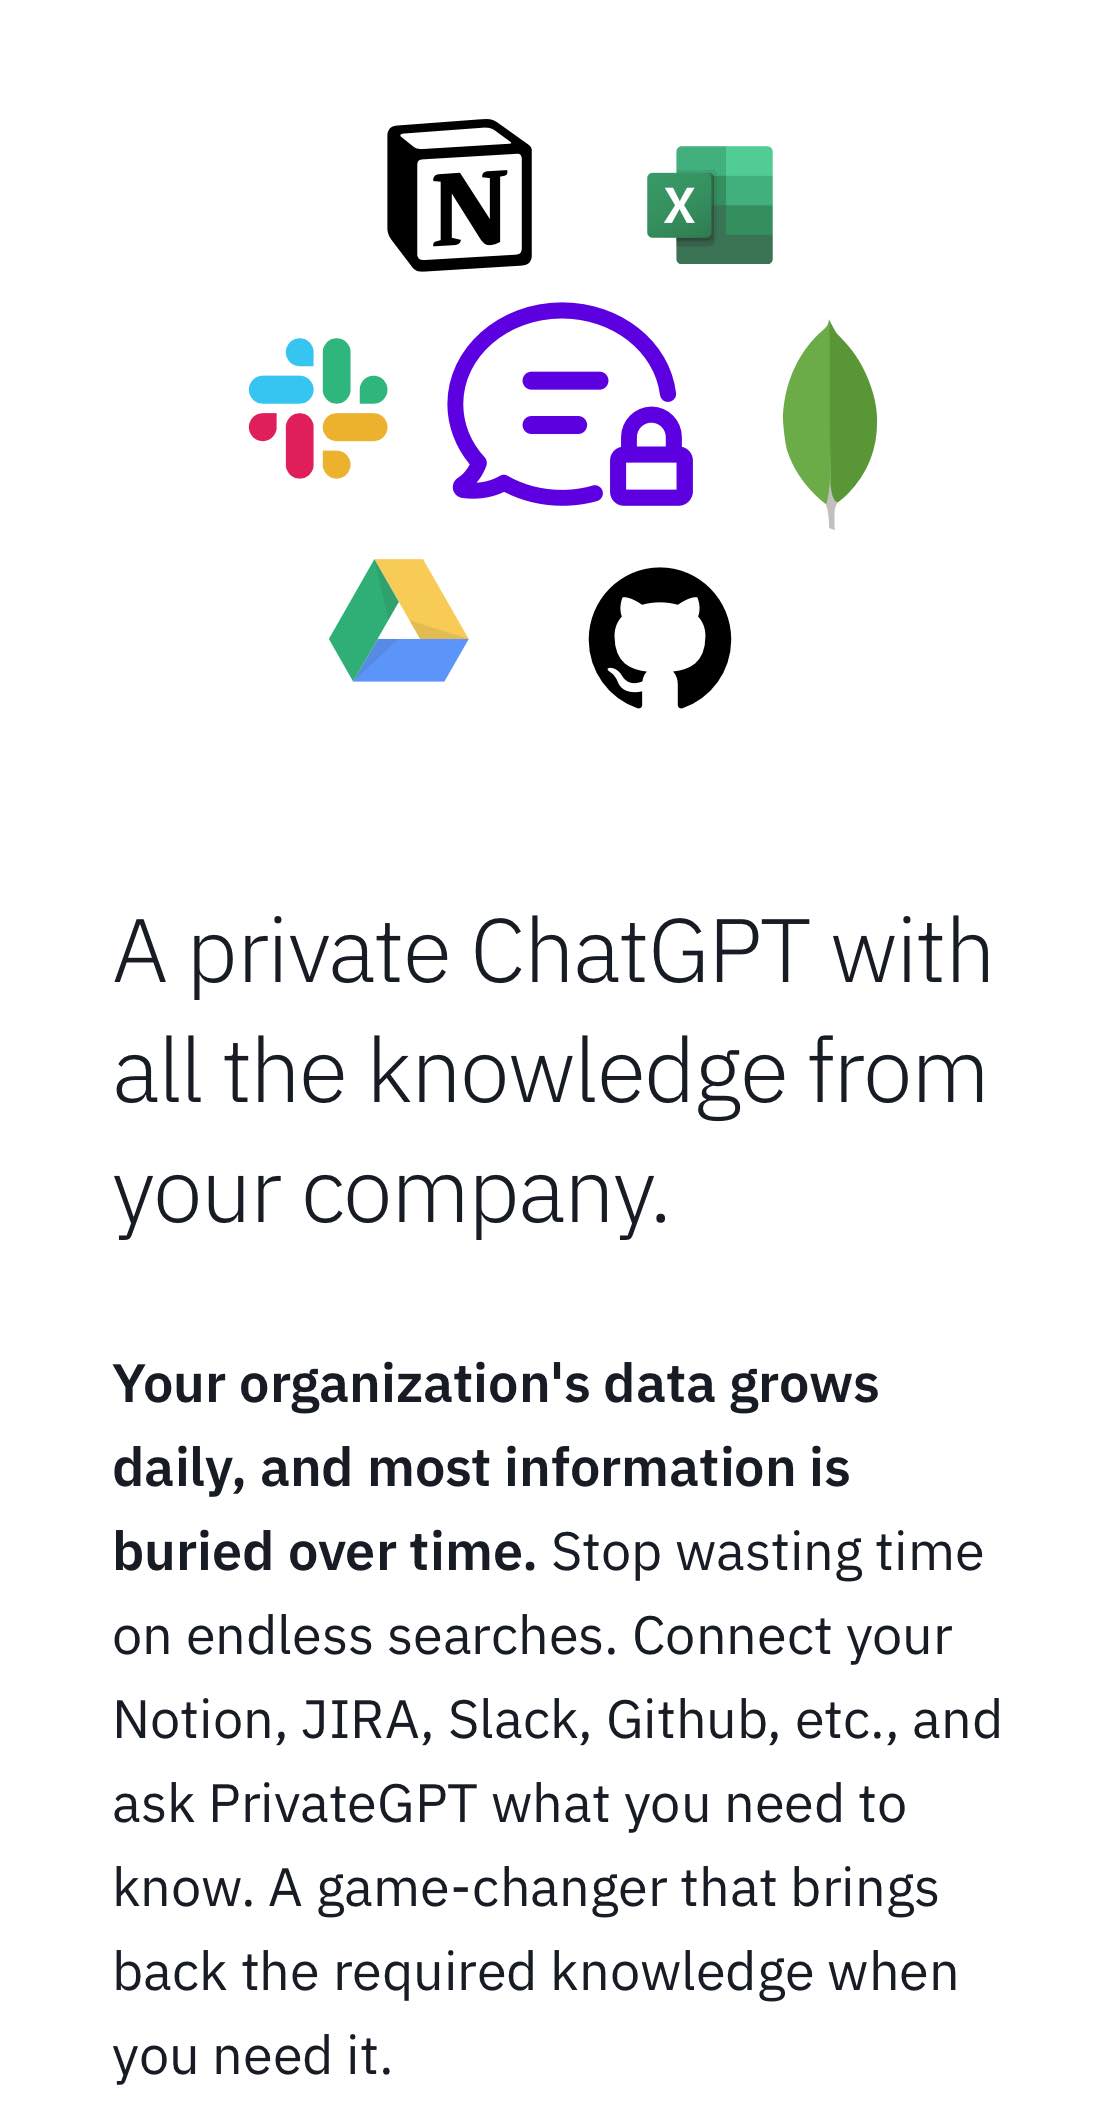 N
X
A private ChatGPT with
all the knowledge from
your company.
Your organization's data grows
daily, and most information is
buried over time. Stop wasting time
on endless searches. Connect your
Notion, JIRA, Slack, Github, etc., and
ask PrivateGPT what you need to
know. A game-changer that brings
back the required knowledge when
you need it.